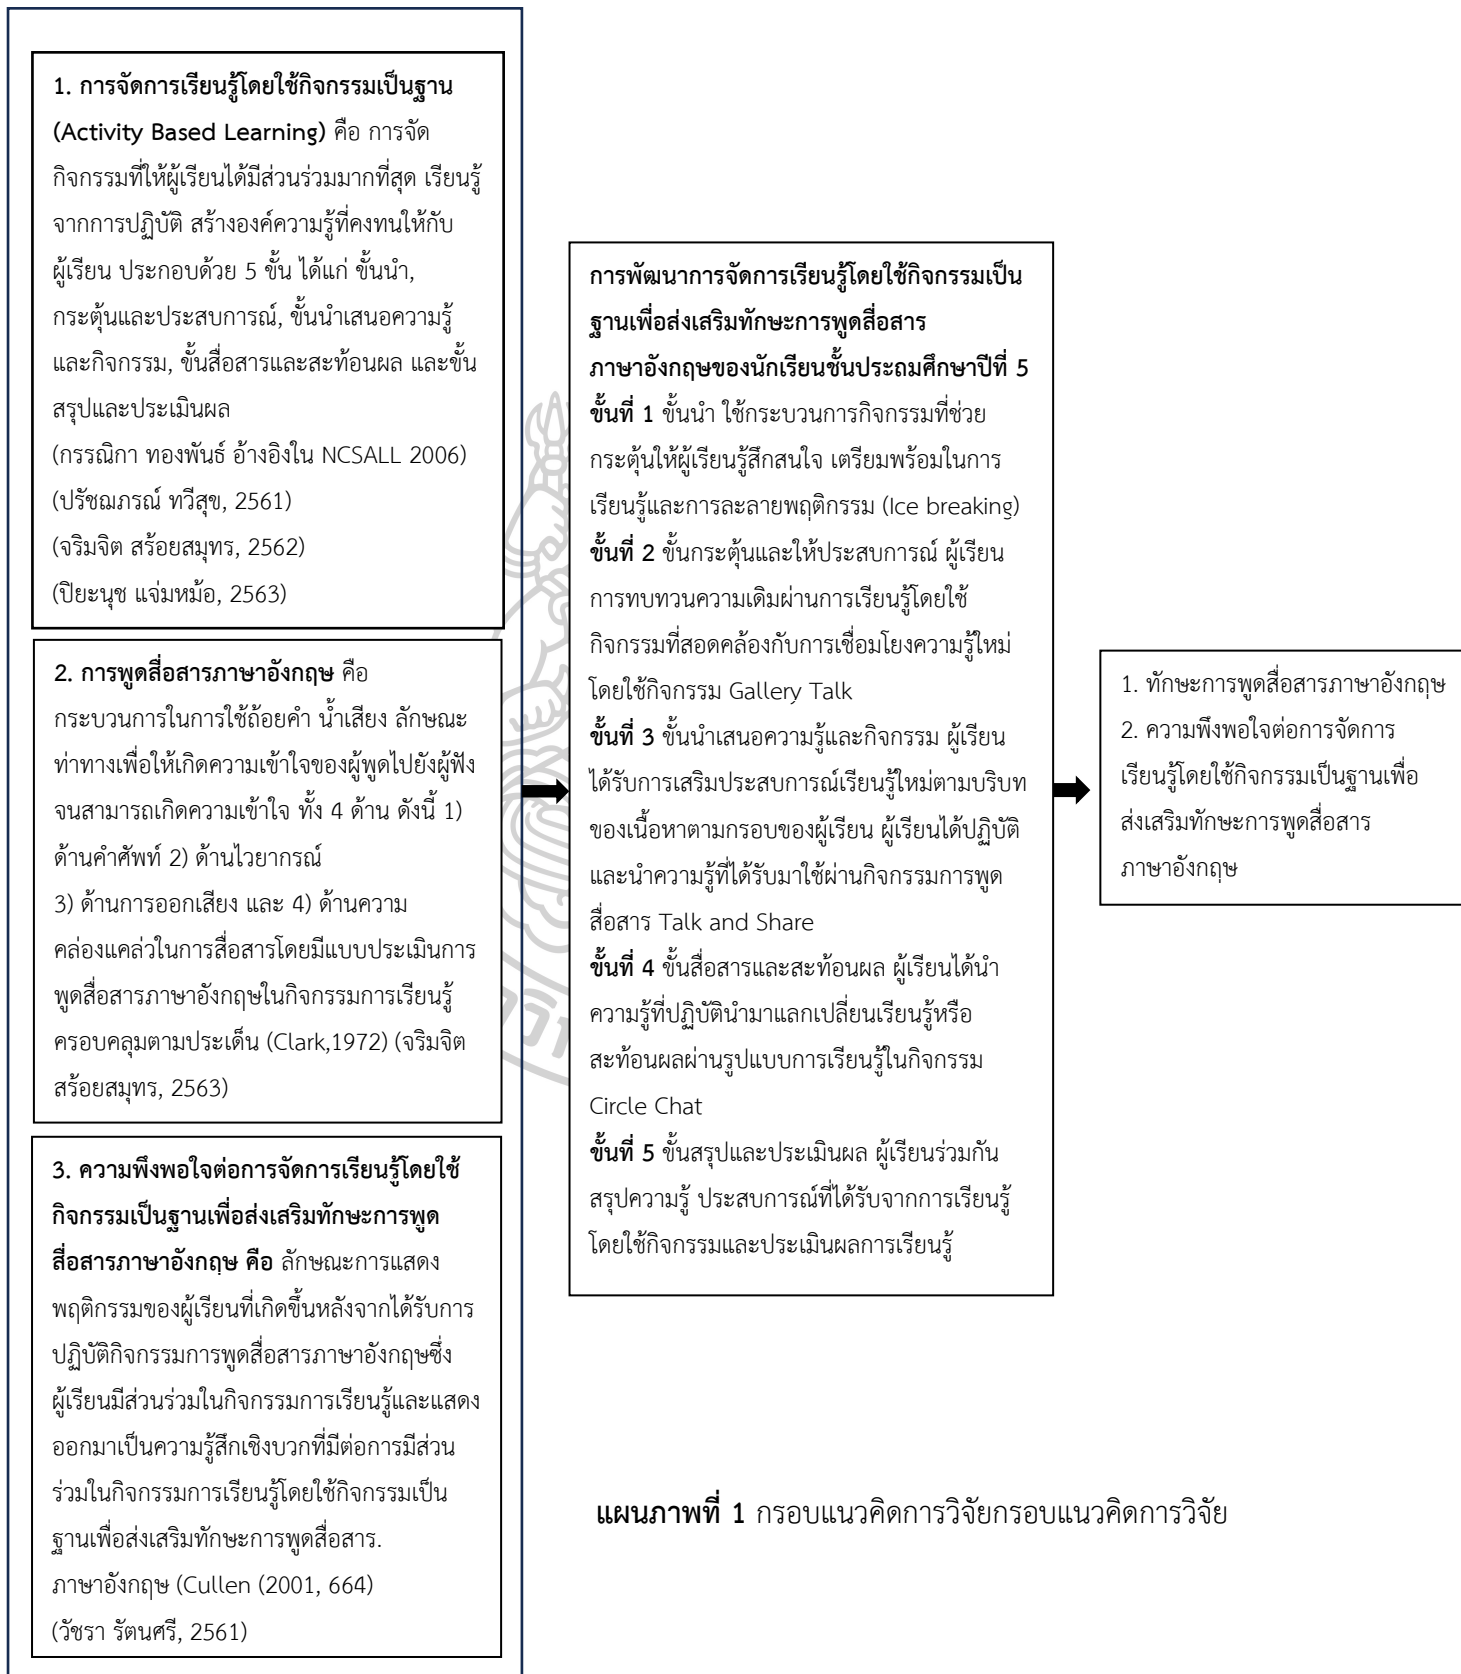 1. การจัดการเรียนรู้โดยใช้กิจกรรมเป็นฐาน
(Activity Based Learning) คือ การจัด
กิจกรรมที่ให้ผู้เรียนได้มีส่วนร่วมมากที่สุด เรียนรู้
จากการปฏิบัติ สร้างองค์ความรู้ที่คงทนให้กับ
ผู้เรียน ประกอบด้วย 5 ขั้น ได้แก่ ขั้นนำ,
กระตุ้นและประสบการณ์, ขั้นนำเสนอความรู้
และกิจกรรม, ขั้นสื่อสารและสะท้อนผล และขั้น
สรุปและประเมินผล
(กรรณิกา ทองพันธ์ อ้างอิงใน NCSALL 2006)
(ปรัชฌภรณ์ ทวีสุข, 2561)
(จริมจิต สร้อยสมุทร, 2562)
(ปิยะนุช แจ่มหม้อ, 2563)
2. การพูดสื่อสารภาษาอังกฤษ คือ
กระบวนการในการใช้ถ้อยคำ น้ำเสียง ลักษณะ
ท่าทางเพื่อให้เกิดความเข้าใจของผู้พูดไปยังผู้ฟัง
จนสามารถเกิดความเข้าใจ ทั้ง 4 ด้าน ดังนี้ 1)
ด้านคำศัพท์ 2) ด้านไวยากรณ์
3) ด้านการออกเสียง และ 4) ด้านความ
คล่องแคล่วในการสื่อสารโดยมีแบบประเมินการ
พูดสื่อสารภาษาอังกฤษในกิจกรรมการเรียนรู้
ครอบคลุมตามประเด็น (Clark,1972) (จริมจิต
สร้อยสมุทร, 2563)
3. ความพึงพอใจต่อการจัดการเรียนรู้โดยใช้
กิจกรรมเป็นฐานเพื่อส่งเสริมทักษะการพูด
สื่อสารภาษาอังกฤษ คือ ลักษณะการแสดง
พฤติกรรมของผู้เรียนที่เกิดขึ้นหลังจากได้รับการ
ปฏิบัติกิจกรรมการพูดสื่อสารภาษาอังกฤษซึ่ง
ผู้เรียนมีส่วนร่วมในกิจกรรมการเรียนรู้และแสดง
ออกมาเป็นความรู้สึกเชิงบวกที่มีต่อการมีส่วน
ร่วมในกิจกรรมการเรียนรู้โดยใช้กิจกรรมเป็น
ฐานเพื่อส่งเสริมทักษะการพูดสื่อสาร.
ภาษาอังกฤษ (Cullen (2001, 664)
(วัชรา รัตนศรี, 2561)
การพัฒนาการจัดการเรียนรู้โดยใช้กิจกรรมเป็น
ฐานเพื่อส่งเสริมทักษะการพูดสื่อสาร
ภาษาอังกฤษของนักเรียนชั้นประถมศึกษาปีที่ 5
ขั้นที่ 1 ขั้นนำ ใช้กระบวนการกิจกรรมที่ช่วย
กระตุ้นให้ผู้เรียนรู้สึกสนใจ เตรียมพร้อมในการ
เรียนรู้และการละลายพฤติกรรม (Ice breaking)
ขั้นที่ 2 ขั้นกระตุ้นและให้ประสบการณ์ ผู้เรียน
การทบทวนความเดิมผ่านการเรียนรู้โดยใช้
กิจกรรมที่สอดคล้องกับการเชื่อมโยงความรู้ใหม่
โดยใช้กิจกรรม Gallery Talk
ขั้นที่ 3 ขั้นนำเสนอความรู้และกิจกรรม ผู้เรียน
ได้รับการเสริมประสบการณ์เรียนรู้ใหม่ตามบริบท
ของเนื้อหาตามกรอบของผู้เรียน ผู้เรียนได้ปฏิบัติ
และนำความรู้ที่ได้รับมาใช้ผ่านกิจกรรมการพูด
สื่อสาร Talk and Share
ขั้นที่ 4 ขั้นสื่อสารและสะท้อนผล ผู้เรียนได้นำ
ความรู้ที่ปฏิบัตินำมาแลกเปลี่ยนเรียนรู้หรือ
สะท้อนผลผ่านรูปแบบการเรียนรู้ในกิจกรรม
Circle Chat
ขั้นที่ 5 ขั้นสรุปและประเมินผล ผู้เรียนร่วมกัน
สรุปความรู้ ประสบการณ์ที่ได้รับจากการเรียนรู้
โดยใช้กิจกรรมและประเมินผลการเรียนรู้
1. ทักษะการพูดสื่อสารภาษาอังกฤษ
2. ความพึงพอใจต่อการจัดการ
เรียนรู้โดยใช้กิจกรรมเป็นฐานเพื่อ
ส่งเสริมทักษะการพูดสื่อสาร
ภาษาอังกฤษ
แผนภาพที่ 1 กรอบแนวคิดการวิจัยกรอบแนวคิดการวิจัย